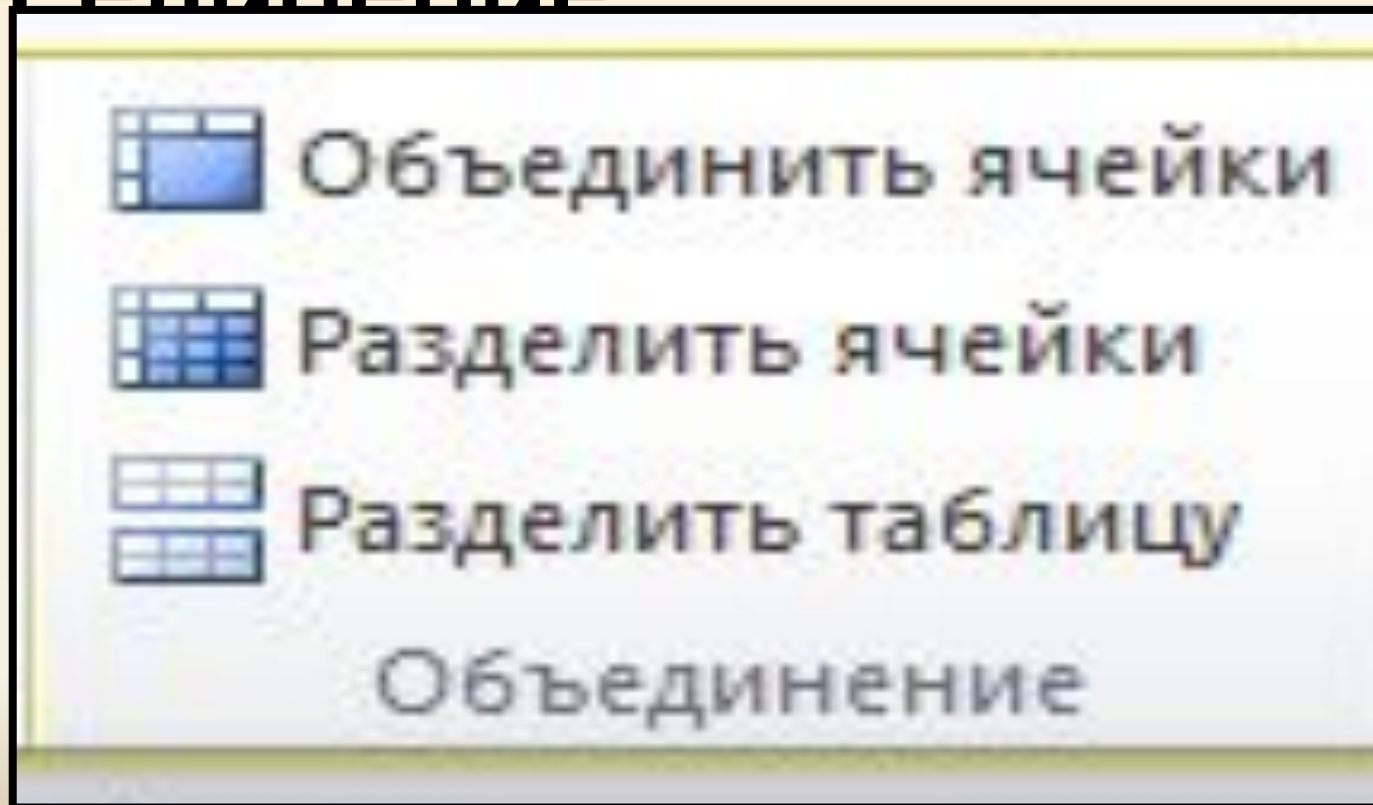 Объединить ячейки
Разделить ячейки
Разделить таблицу
Объединение